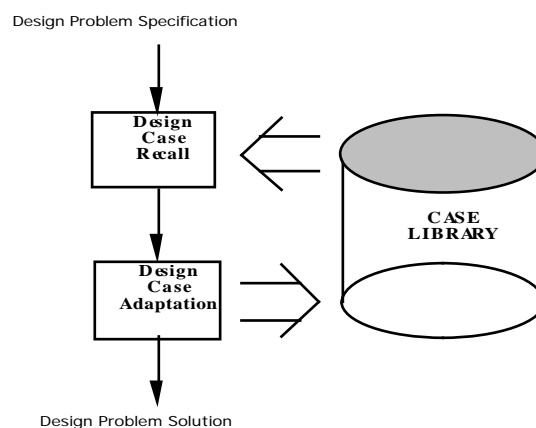 Design Problem Specification
Design
Case
Recall
CASE
LIBRARY
Design
Case
Adaptation
Design Problem Solution